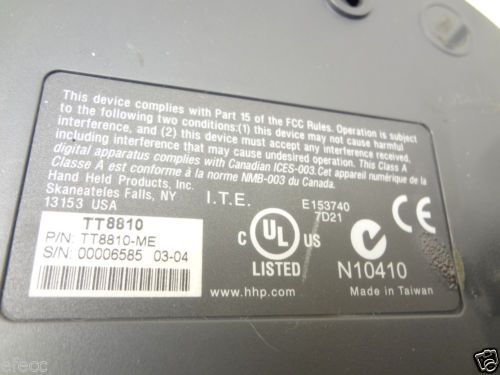 This device complies with Part 15 of the FCC Rules. Operation is subject
to the following two conditions:(1) this device may not cause harmful
interference, and (2) this device must accept any interference received,
including interference that may cause undesired operation. This Class A
digital apparatus complies with Canadian ICES-003.Cet appareil numérique de la
Classe A est conforme à la norme NMB-003 du Canada.
Hand Held Products, Inc.
Skaneateles Falls, NY
13153 USA
I.T.E.
E153740
7D21
TT8810
P/N: TT8810-ME
S/N: 00006585 03-04
C UL US
LISTED
N10410
www.hhp.com
Made in Taiwan
efecc